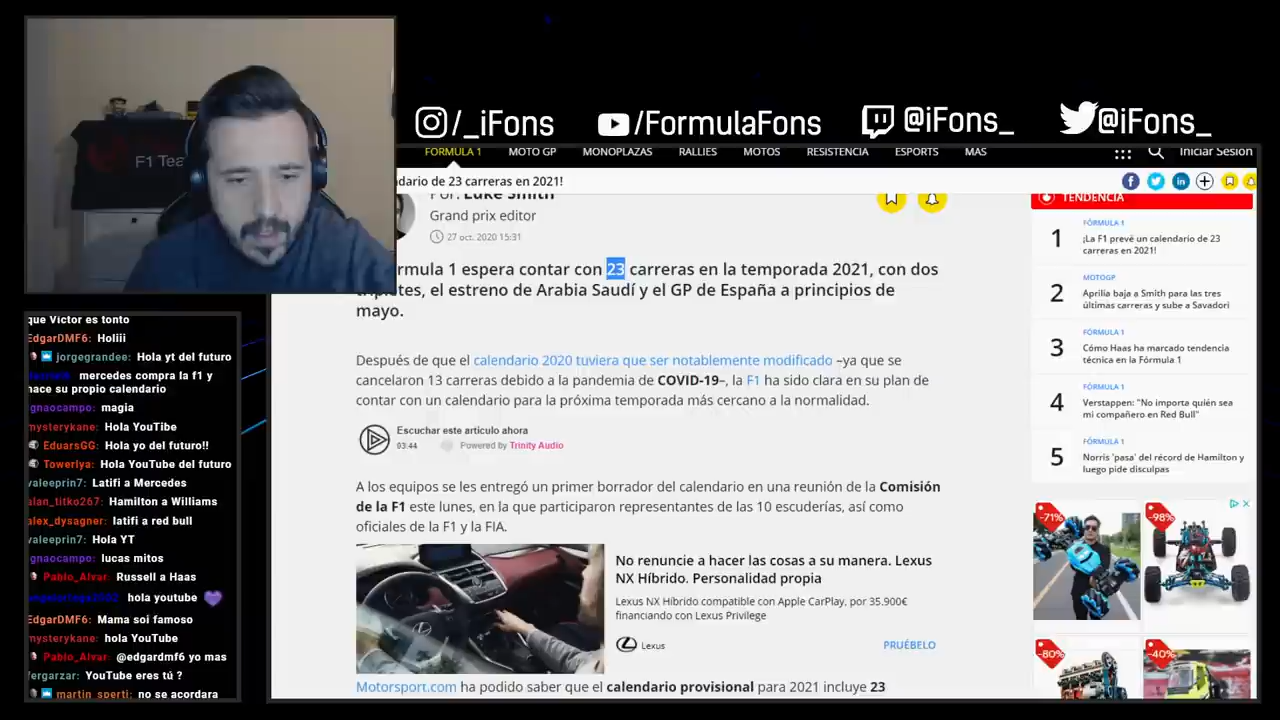 F1 Tea
/_iFons
/FormulaFons
@iFons_
@iFons_
FÓRMULA 1
MOTO GP
MONOPLAZAS
RALLIES
MOTOS
RESISTENCIA
ESPORTS
MÁS
Iniciar Sesión
ndario de 23 carreras en 2021!
Por: Luke Smith
Grand prix editor
27 oct. 2020 15:31
rmula 1 espera contar con 23 carreras en la temporada 2021, con dos
tripletes, el estreno de Arabia Saudí y el GP de España a principios de
mayo.
Después de que el calendario 2020 tuviera que ser notablemente modificado –ya que se
cancelaron 13 carreras debido a la pandemia de COVID-19–, la F1 ha sido clara en su plan de
contar con un calendario para la próxima temporada más cercano a la normalidad.
Escuchar este artículo ahora
03:44
Powered by Trinity Audio
A los equipos se les entregó un primer borrador del calendario en una reunión de la Comisión
de la F1 este lunes, en la que participaron representantes de las 10 escuderías, así como
oficiales de la F1 y la FIA.
No renuncie a hacer las cosas a su manera. Lexus
NX Híbrido. Personalidad propia
Lexus NX Híbrido compatible con Apple CarPlay, por 35.900€
financiando con Lexus Privilege
Lexus
PRUÉBELO
Motorsport.com ha podido saber que el calendario provisional para 2021 incluye 23
TENDENCIA
1
FÓRMULA 1
¡La F1 prevé un calendario de 23
carreras en 2021!
2
MOTOGP
Aprilia baja a Smith para las tres
últimas carreras y sube a Savadori
3
FÓRMULA 1
Cómo Haas ha marcado tendencia
técnica en la Fórmula 1
4
FÓRMULA 1
Verstappen: "No importa quién sea
mi compañero en Red Bull"
5
FÓRMULA 1
Norris 'pasa' del récord de Hamilton y
luego pide disculpas
-71%
-98%
-80%
-40%
que Victor es tonto
EdgarDMF6: Holiii
jorgegrandee: Hola yt del futuro
mercedes compra la f1 y
hace su propio calendario
gnaocampo: magia
mysterykane: Hola YouTibe
EduarsGG: Hola yo del futuro!!
Towerlya: Hola YouTube del futuro
valeeprin7: Latifi a Mercedes
alan_titko267: Hamilton a Williams
alex_dysagner: latifi a red bull
valeeprin7: Hola YT
gnaocampo: lucas mitos
Pablo_Alvar: Russell a Haas
hola youtube
EdgarDMF6: Mama soi famoso
mysterykane: hola YouTube
Pablo_Alvar: @edgardmf6 yo mas
Vergarzar: YouTube eres tú ?
martin_sperti: no se acordara